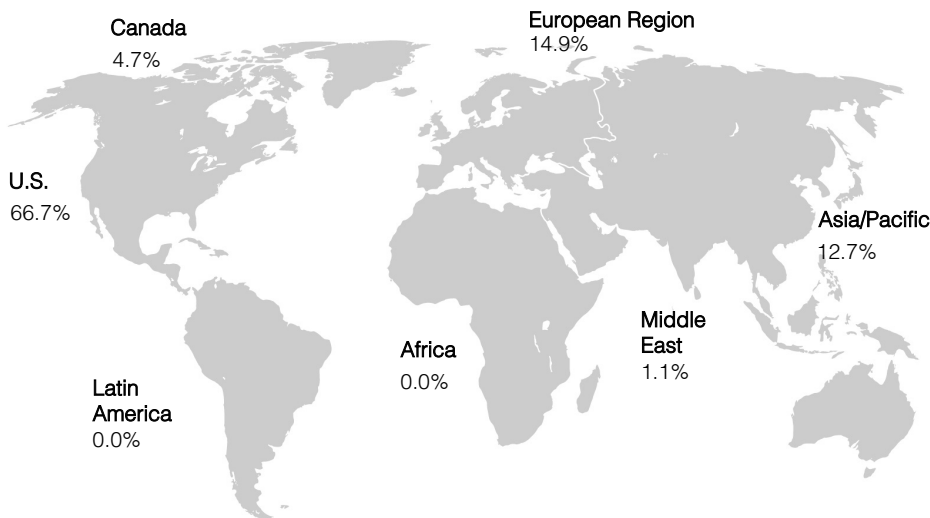 Canada
4.7%
European Region
14.9%
U.S.
66.7%
Asia/Pacific
12.7%
Middle
East
1.1%
Africa
0.0%
Latin
America
0.0%